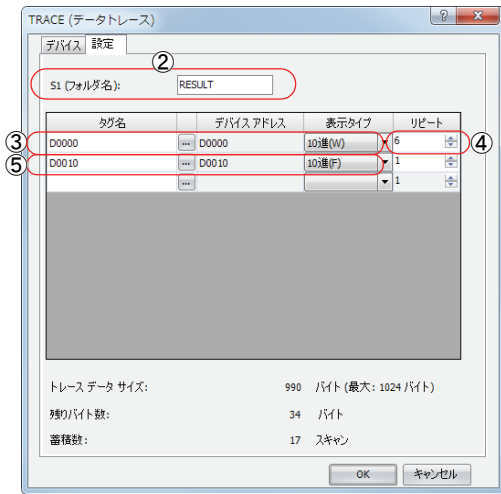 TRACE (データトレース)
デバイス 設定
②
S1 (フォルダ名): RESULT
タグ名 デバイス アドレス 表示タイプ リピート
③ D0000 ... D0000 10進(W) 6 ④
⑤ D0010 ... D0010 10進(F) 1
... 1
トレース データ サイズ: 990 バイト (最大: 1024 バイト)
残りバイト数: 34 バイト
蓄積数: 17 スキャン
OK キャンセル